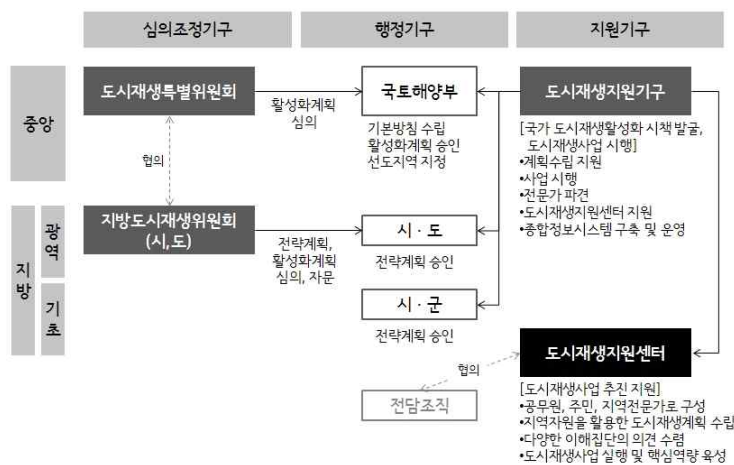 심의조정기구
행정기구
지원기구
중앙
도시재생특별위원회
활성화계획
심의
국토해양부
기본방침 수립
활성화계획 승인
선도지역 지정
도시재생지원기구
[국가 도시재생활성화 시책 발굴,
도시재생사업 시행]
•계획수립 지원
•사업 시행
•전문가 파견
•도시재생지원센터 지원
•종합정보시스템 구축 및 운영
협의
지방
광역
지방도시재생위원회
(시,도)
전략계획,
활성화계획
심의, 자문
시 · 도
전략계획 승인
기초
시 · 군
전략계획 승인
도시재생지원센터
[도시재생사업 추진 지원]
•공무원, 주민, 지역전문가로 구성
•지역자원을 활용한 도시재생계획 수립
•다양한 이해집단의 의견 수렴
•도시재생사업 실행 및 핵심역량 육성
협의
전담조직